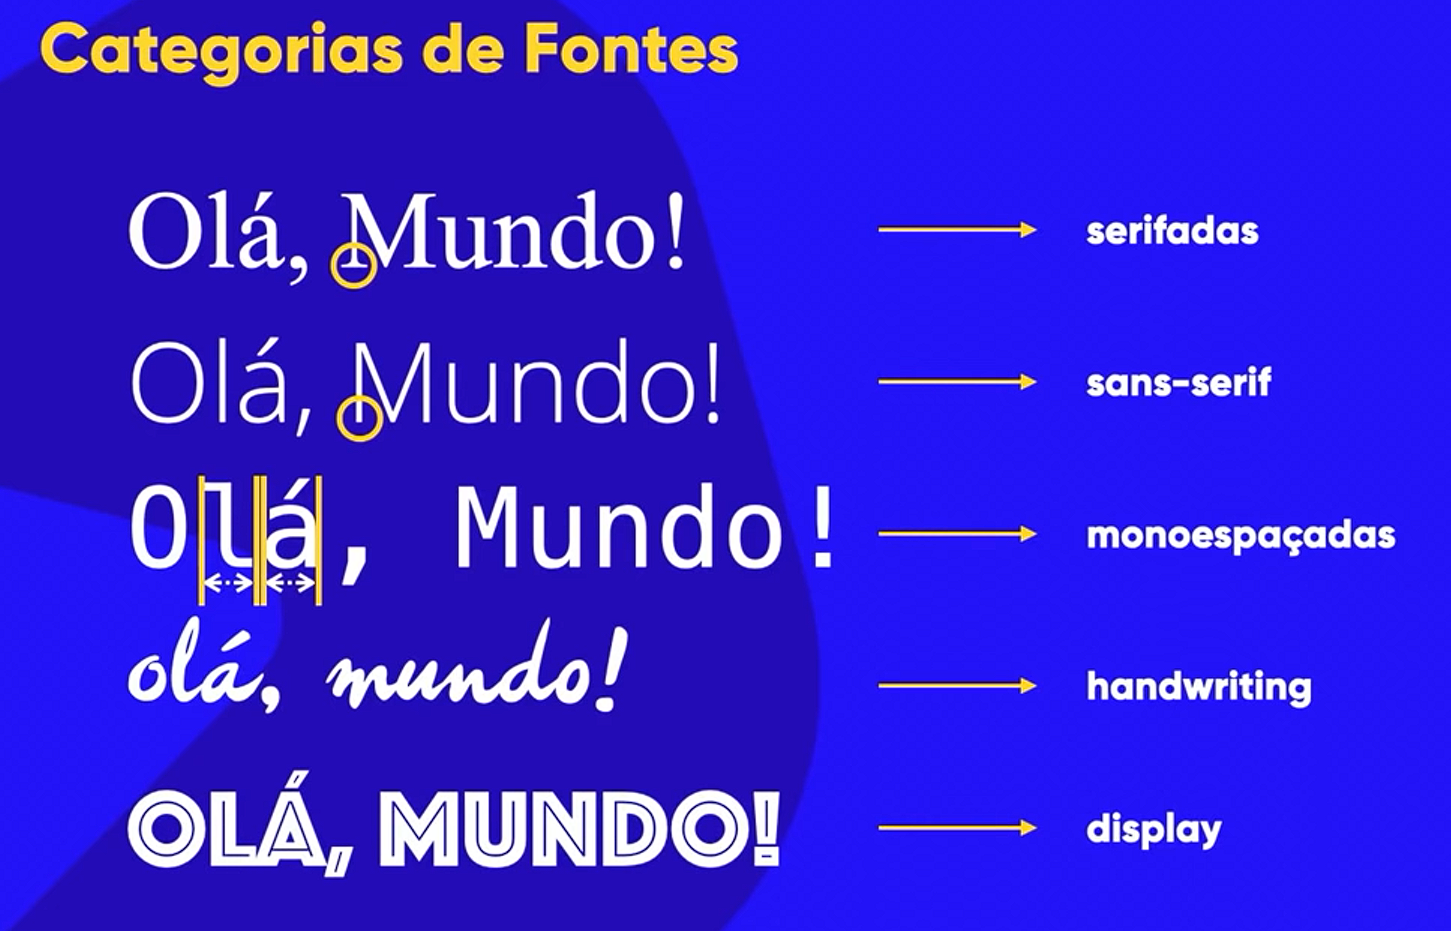 Categorias de Fontes
Olá, Mundo! serifadas
Olá, Mundo! sans-serif
Olá, Mundo! monoespaçadas
olá, mundo! handwriting
OLÁ, MUNDO! display